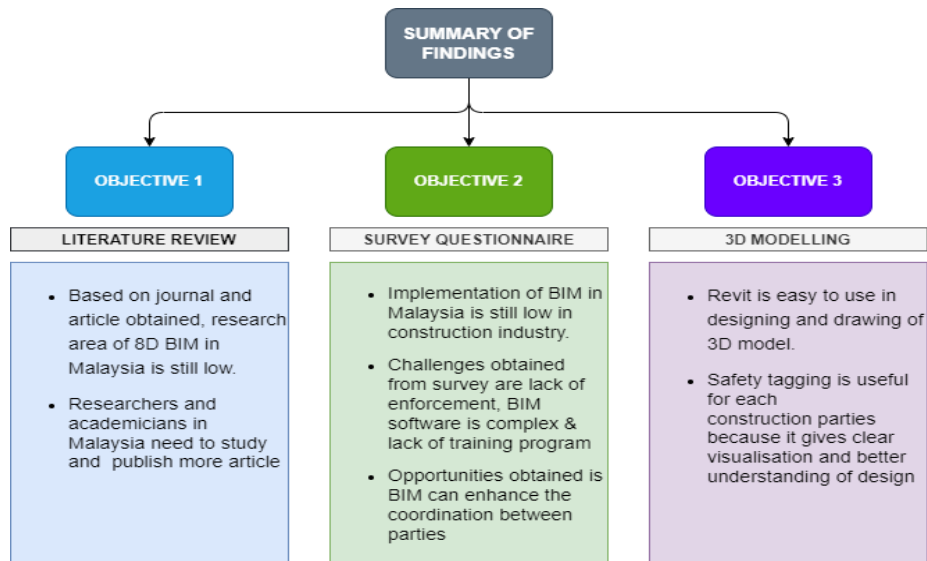 SUMMARY OF
FINDINGS
OBJECTIVE 1
LITERATURE REVIEW
• Based on journal and
article obtained, research
area of 8D BIM in
Malaysia is still low.
• Researchers and
academicians in
Malaysia need to study
and publish more article
OBJECTIVE 2
SURVEY QUESTIONNAIRE
• Implementation of BIM in
Malaysia is still low in
construction industry.
• Challenges obtained
from survey are lack of
enforcement, BIM
software is complex &
lack of training program
• Opportunities obtained is
BIM can enhance the
coordination between
parties
OBJECTIVE 3
3D MODELLING
• Revit is easy to use in
designing and drawing of
3D model.
• Safety tagging is useful
for each
construction parties
because it gives clear
visualisation and better
understanding of design